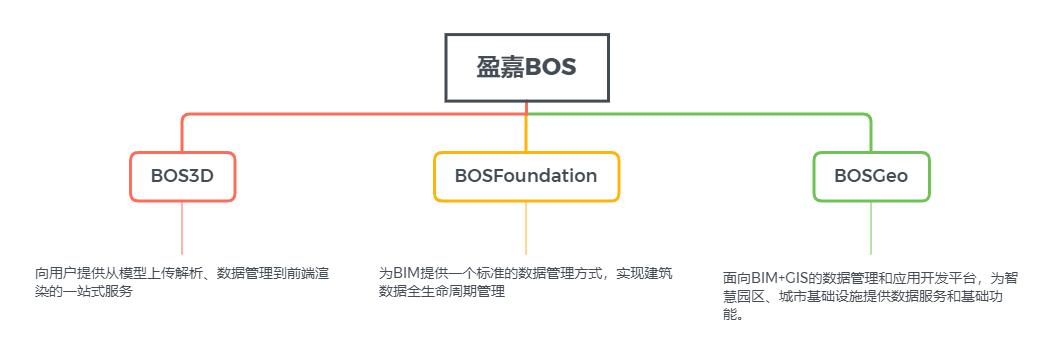 盈嘉BOS
BOS3D
BOSFoundation
BOSGeo
向用户提供从模型上传解析、数据管理到前端渲
染的一站式服务
为BIM提供一个标准的数据管理方式，实现建筑
数据全生命周期管理
面向BIM+GIS的数据管理和应用开发平台，为智
慧园区、城市基础设施提供数据服务和基础功
能。